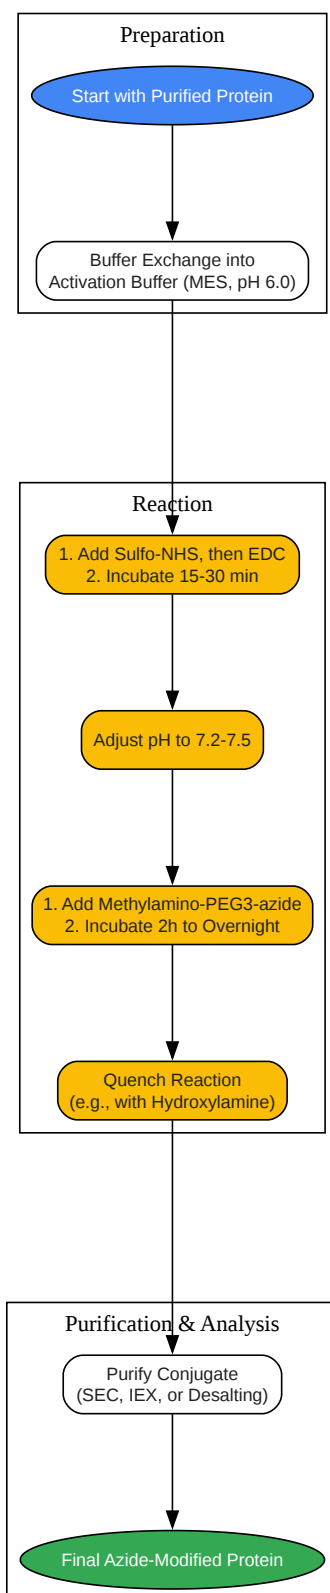 Preparation
Start with Purified Protein
Buffer Exchange into
Activation Buffer (MES, pH 6.0)
Reaction
1. Add Sulfo-NHS, then EDC
2. Incubate 15-30 min
Adjust pH to 7.2-7.5
1. Add Methylamino-PEG3-azide
2. Incubate 2h to Overnight
Quench Reaction
(e.g., with Hydroxylamine)
Purification & Analysis
Purify Conjugate
(SEC, IEX, or Desalting)
Final Azide-Modified Protein